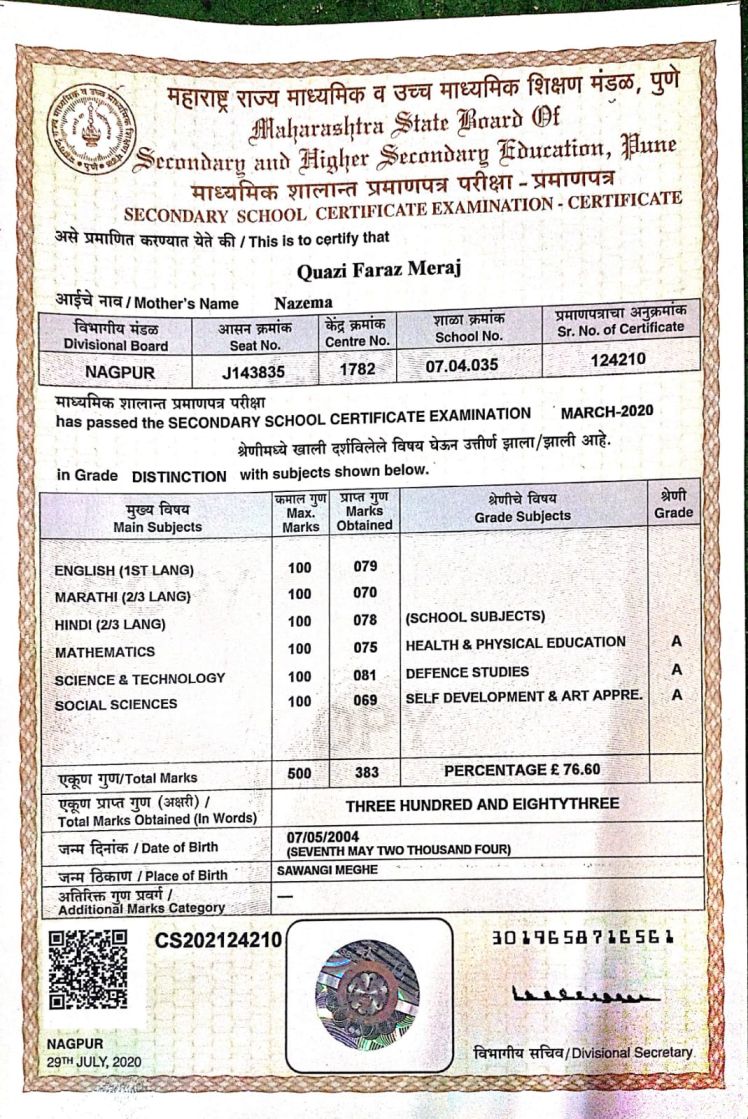 महाराष्ट्र राज्य माध्यमिक व उच्च माध्यमिक शिक्षण मंडळ, पुणे
Maharashtra State Board Of
Secondary and Higher Secondary Education, Pune
माध्यमिक शालान्त प्रमाणपत्र परीक्षा - प्रमाणपत्र
SECONDARY SCHOOL CERTIFICATE EXAMINATION - CERTIFICATE
असे प्रमाणित करण्यात येते की / This is to certify that
Quazi Faraz Meraj
आईचे नाव / Mother's Name Nazema
विभागीय मंडळ आसन क्रमांक केंद्र क्रमांक शाळा क्रमांक प्रमाणपत्राचा अनुक्रमांक
Divisional Board Seat No. Centre No. School No. Sr. No. of Certificate
NAGPUR J143835 1782 07.04.035 124210
माध्यमिक शालान्त प्रमाणपत्र परीक्षा
has passed the SECONDARY SCHOOL CERTIFICATE EXAMINATION MARCH-2020
श्रेणीमध्ये खाली दर्शविलेले विषय घेऊन उत्तीर्ण झाला/झाली आहे.
in Grade DISTINCTION with subjects shown below.
मुख्य विषय कमाल गुण प्राप्त गुण श्रेणीचे विषय श्रेणी
Main Subjects Max. Marks Marks Obtained Grade Subjects Grade
ENGLISH (1ST LANG) 100 079
MARATHI (2/3 LANG) 100 070
HINDI (2/3 LANG) 100 078 (SCHOOL SUBJECTS)
MATHEMATICS 100 075 HEALTH & PHYSICAL EDUCATION A
SCIENCE & TECHNOLOGY 100 081 DEFENCE STUDIES A
SOCIAL SCIENCES 100 069 SELF DEVELOPMENT & ART APPRE. A
एकूण गुण/Total Marks 500 383 PERCENTAGE £ 76.60
एकूण प्राप्त गुण (अक्षरी) /
Total Marks Obtained (In Words) THREE HUNDRED AND EIGHTYTHREE
जन्म दिनांक / Date of Birth 07/05/2004
(SEVENTH MAY TWO THOUSAND FOUR)
जन्म ठिकाण / Place of Birth SAWANGI MEGHE
अतिरिक्त गुण प्रवर्ग /
Additional Marks Category —
CS202124210
3019658716561
NAGPUR
29TH JULY, 2020
विभागीय सचिव/Divisional Secretary